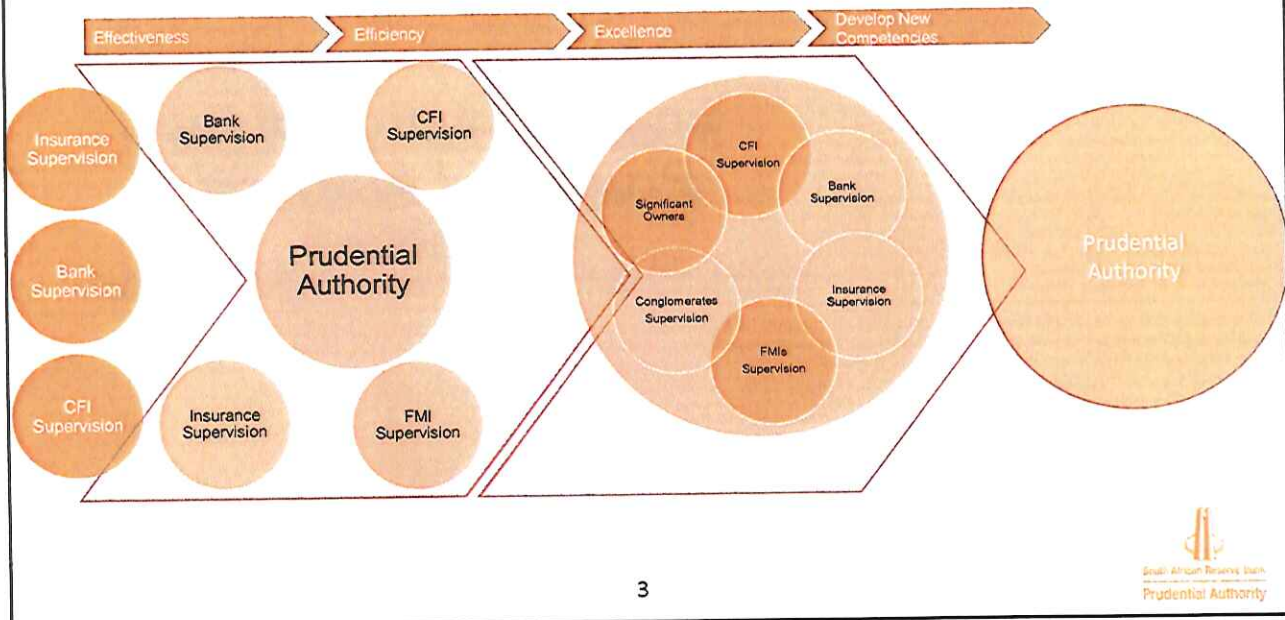 Effectiveness
Efficiency
Excellence
Develop New
Competencies
Insurance
Supervision
Bank
Supervision
CFI
Supervision
Bank
Supervision
CFI
Supervision
Prudential
Authority
Insurance
Supervision
FMI
Supervision
CFI
Supervision
Significant
Owners
Bank
Supervision
Conglomerates
Supervision
Insurance
Supervision
FMIs
Supervision
Prudential
Authority
3
South African Reserve Bank
Prudential Authority